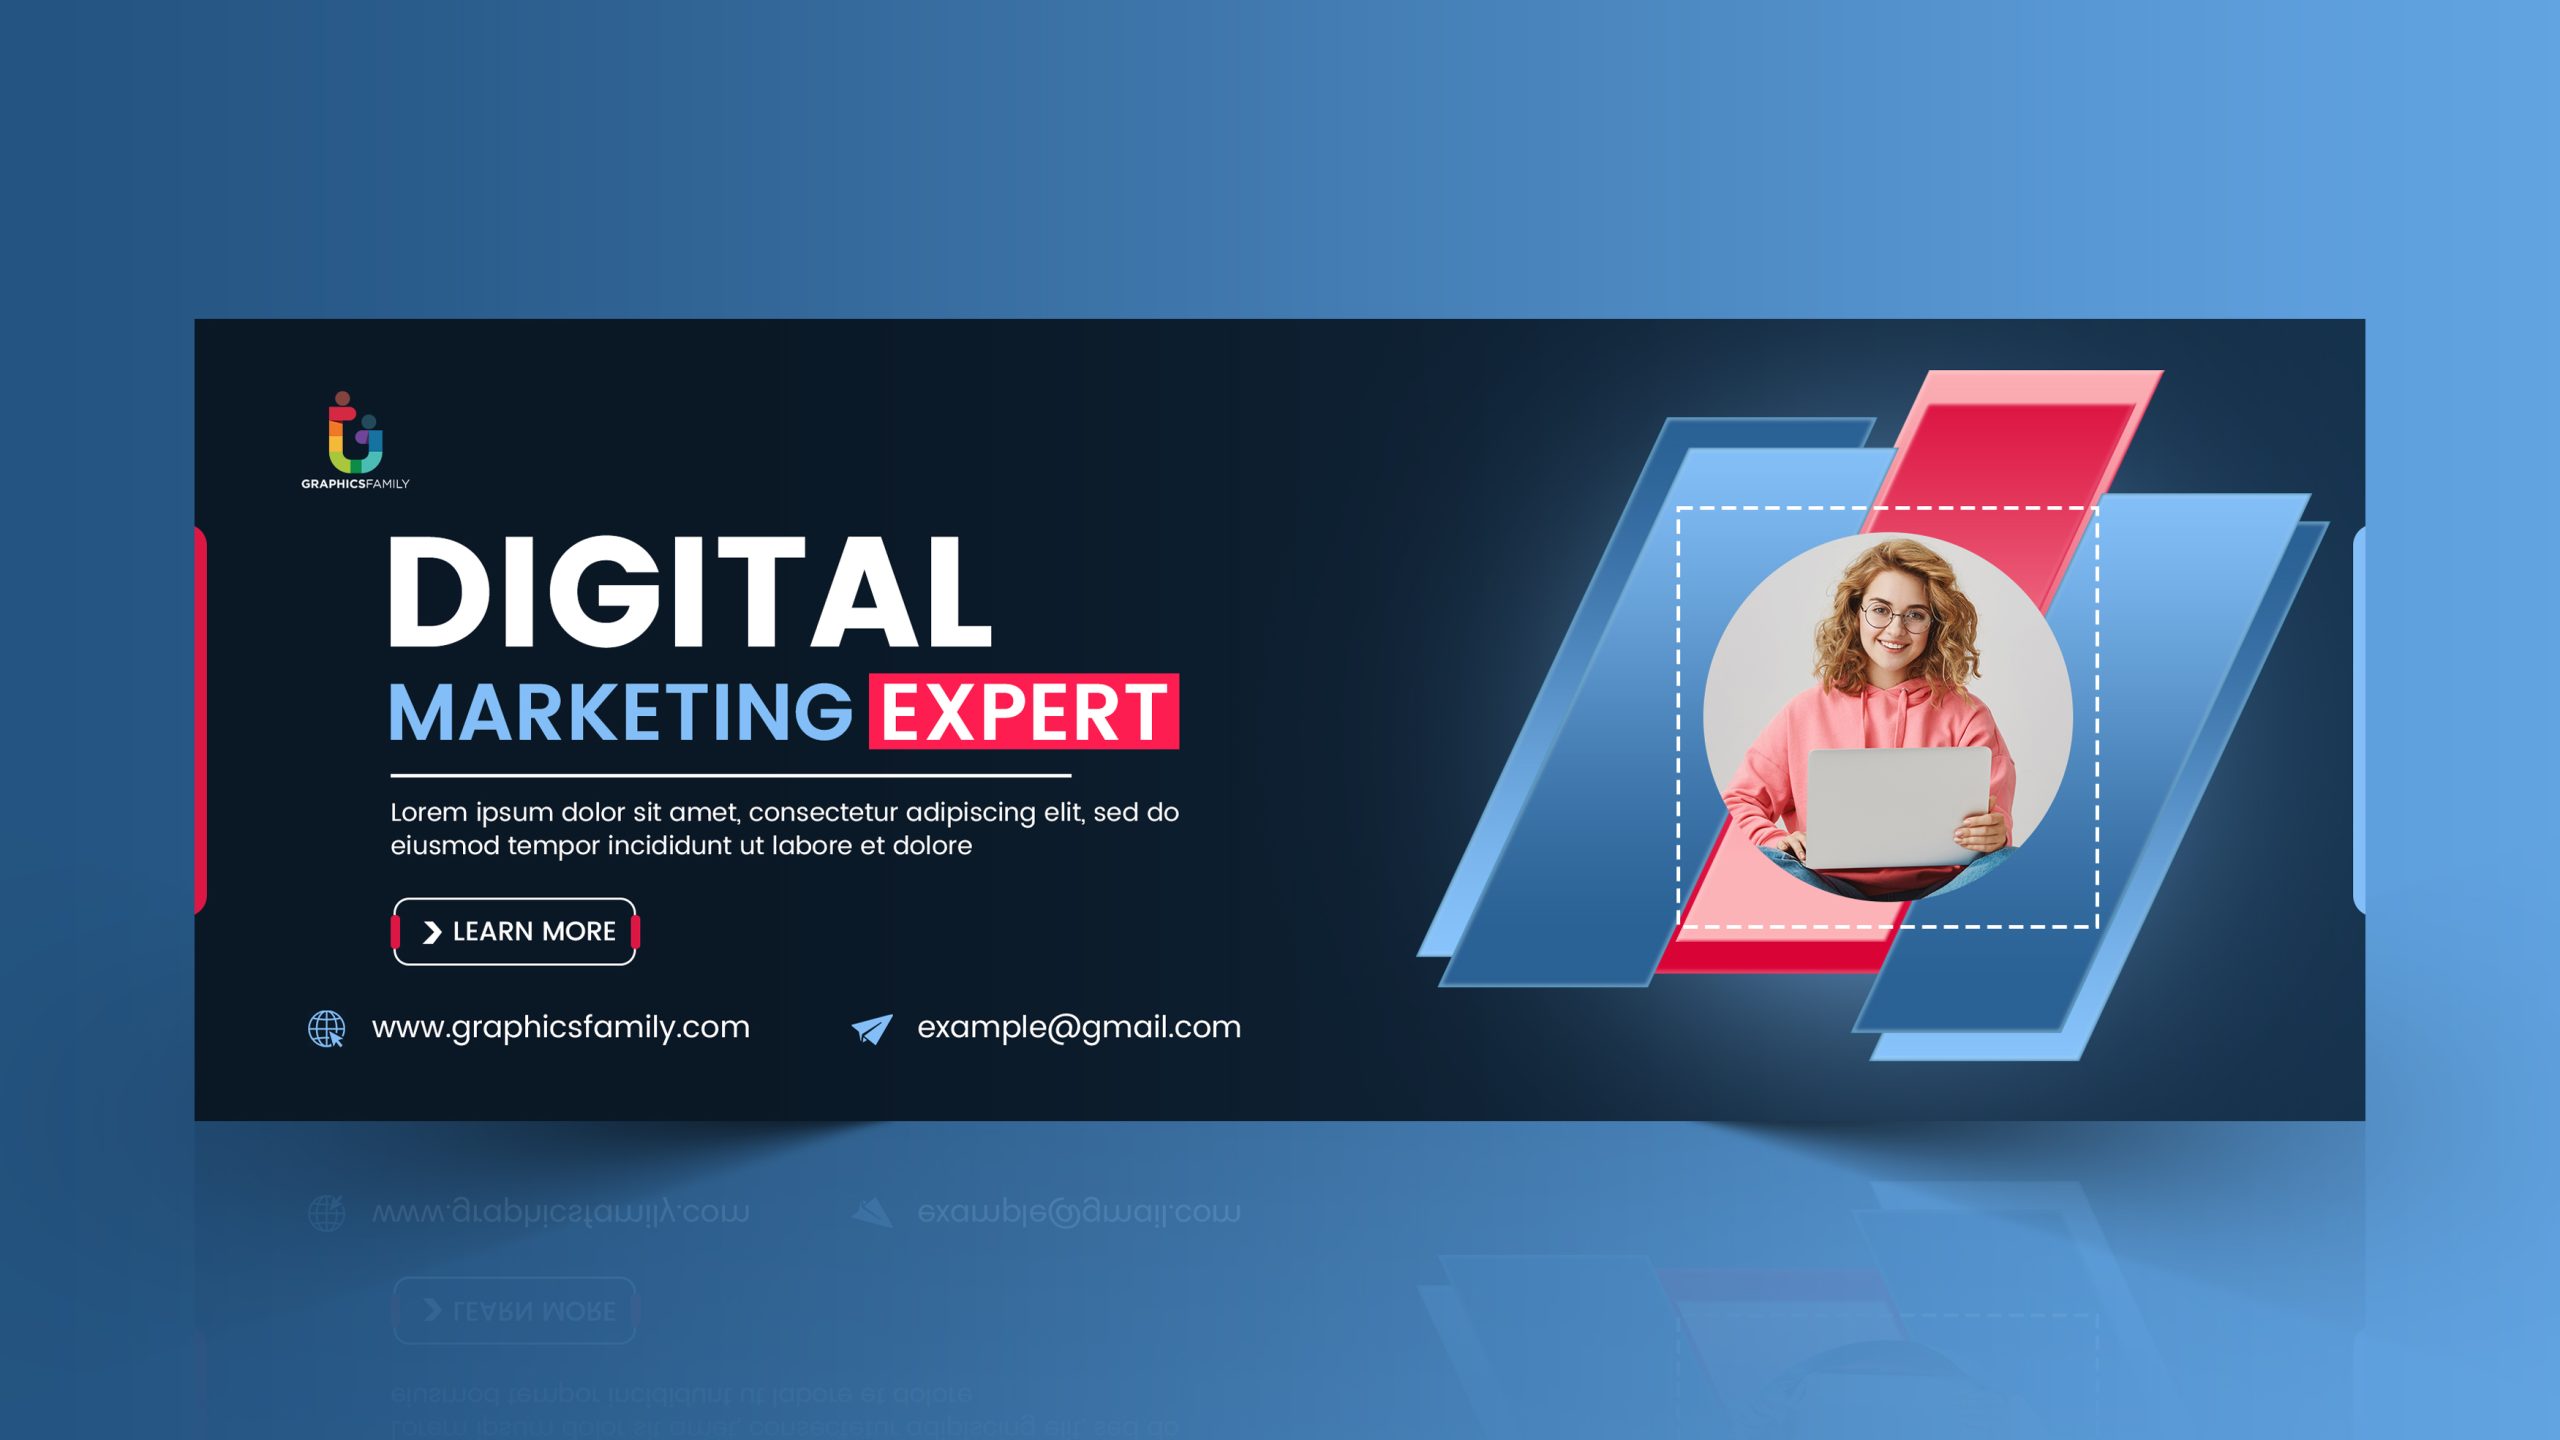 GRAPHICSFAMILY
DIGITAL
MARKETING EXPERT
Lorem ipsum dolor sit amet, consectetur adipiscing elit, sed do
eiusmod tempor incididunt ut labore et dolore
LEARN MORE
www.graphicsfamily.com
example@gmail.com